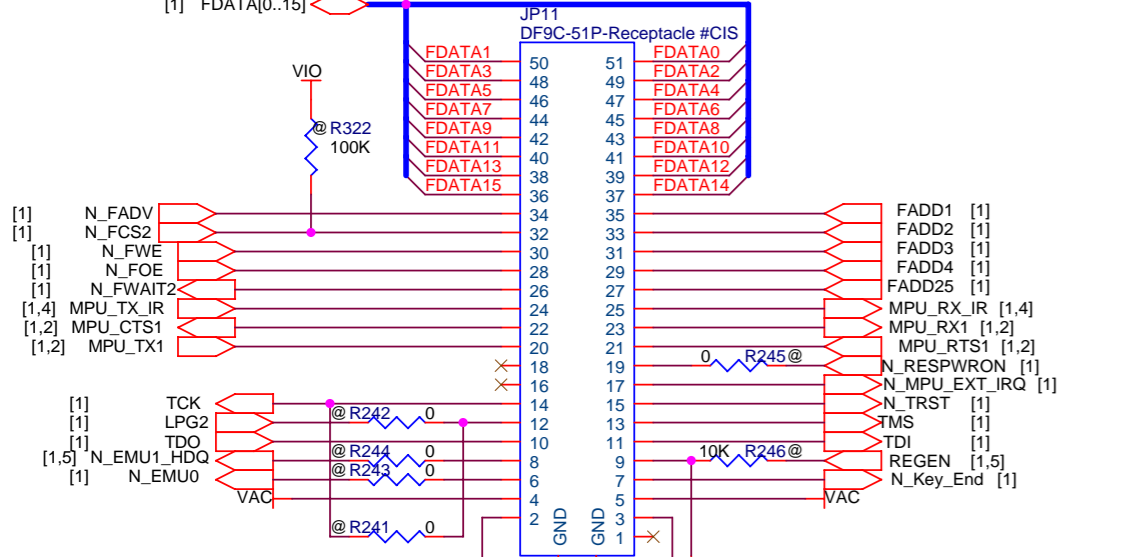 [1] FDATA[0..15]
JP11
DF9C-51P-Receptacle #CIS
FDATA1 50 51 FDATA0
FDATA3 48 49 FDATA2
VIO
FDATA5 46 47 FDATA4
FDATA7 44 45 FDATA6
@ R322
FDATA9 42 43 FDATA8
100K
FDATA11 40 41 FDATA10
FDATA13 38 39 FDATA12
FDATA15 36 37 FDATA14
[1] N_FADV 34 35 FADD1 [1]
[1] N_FCS2 32 33 FADD2 [1]
[1] N_FWE 30 31 FADD3 [1]
[1] N_FOE 28 29 FADD4 [1]
[1] N_FWAIT2 26 27 FADD25 [1]
[1,4] MPU_TX_IR 24 25 MPU_RX_IR [1,4]
[1,2] MPU_CTS1 22 23 MPU_RX1 [1,2]
[1,2] MPU_TX1 20 21 MPU_RTS1 [1,2]
18 19 0 R245 @ N_RESPWRON [1]
16 17 N_MPU_EXT_IRQ [1]
[1] TCK 14 15 N_TRST [1]
[1] LPG2 @ R242 0 12 13 TMS [1]
[1] TDO 10 11 TDI [1]
[1,5] N_EMU1_HDQ @ R244 0 8 9 10K R246 @ REGEN [1,5]
[1] N_EMU0 @ R243 0 6 7 N_Key_End [1]
VAC 4 5 VAC
2 GND GND 3
@ R241 0 1